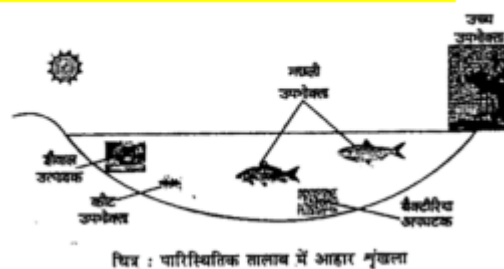 उच्च
उपभोक्ता
मछली
उपभोक्ता
शैवाल
उत्पादक
कीट
उपभोक्ता
बैक्टीरिया
अपघटक
चित्र : पारिस्थितिक तालाब में आहार शृंखला